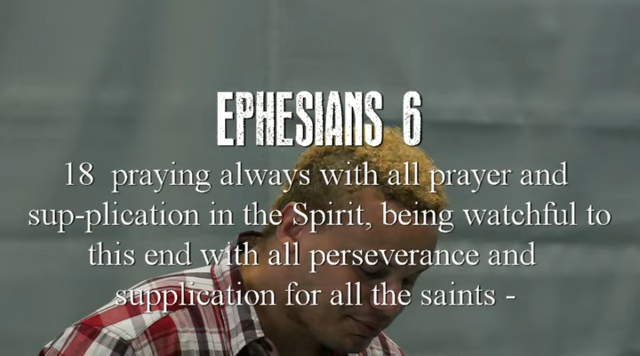 EPHESIANS 6
18 praying always with all prayer and
sup-plication in the Spirit, being watchful to
this end with all perseverance and
supplication for all the saints -